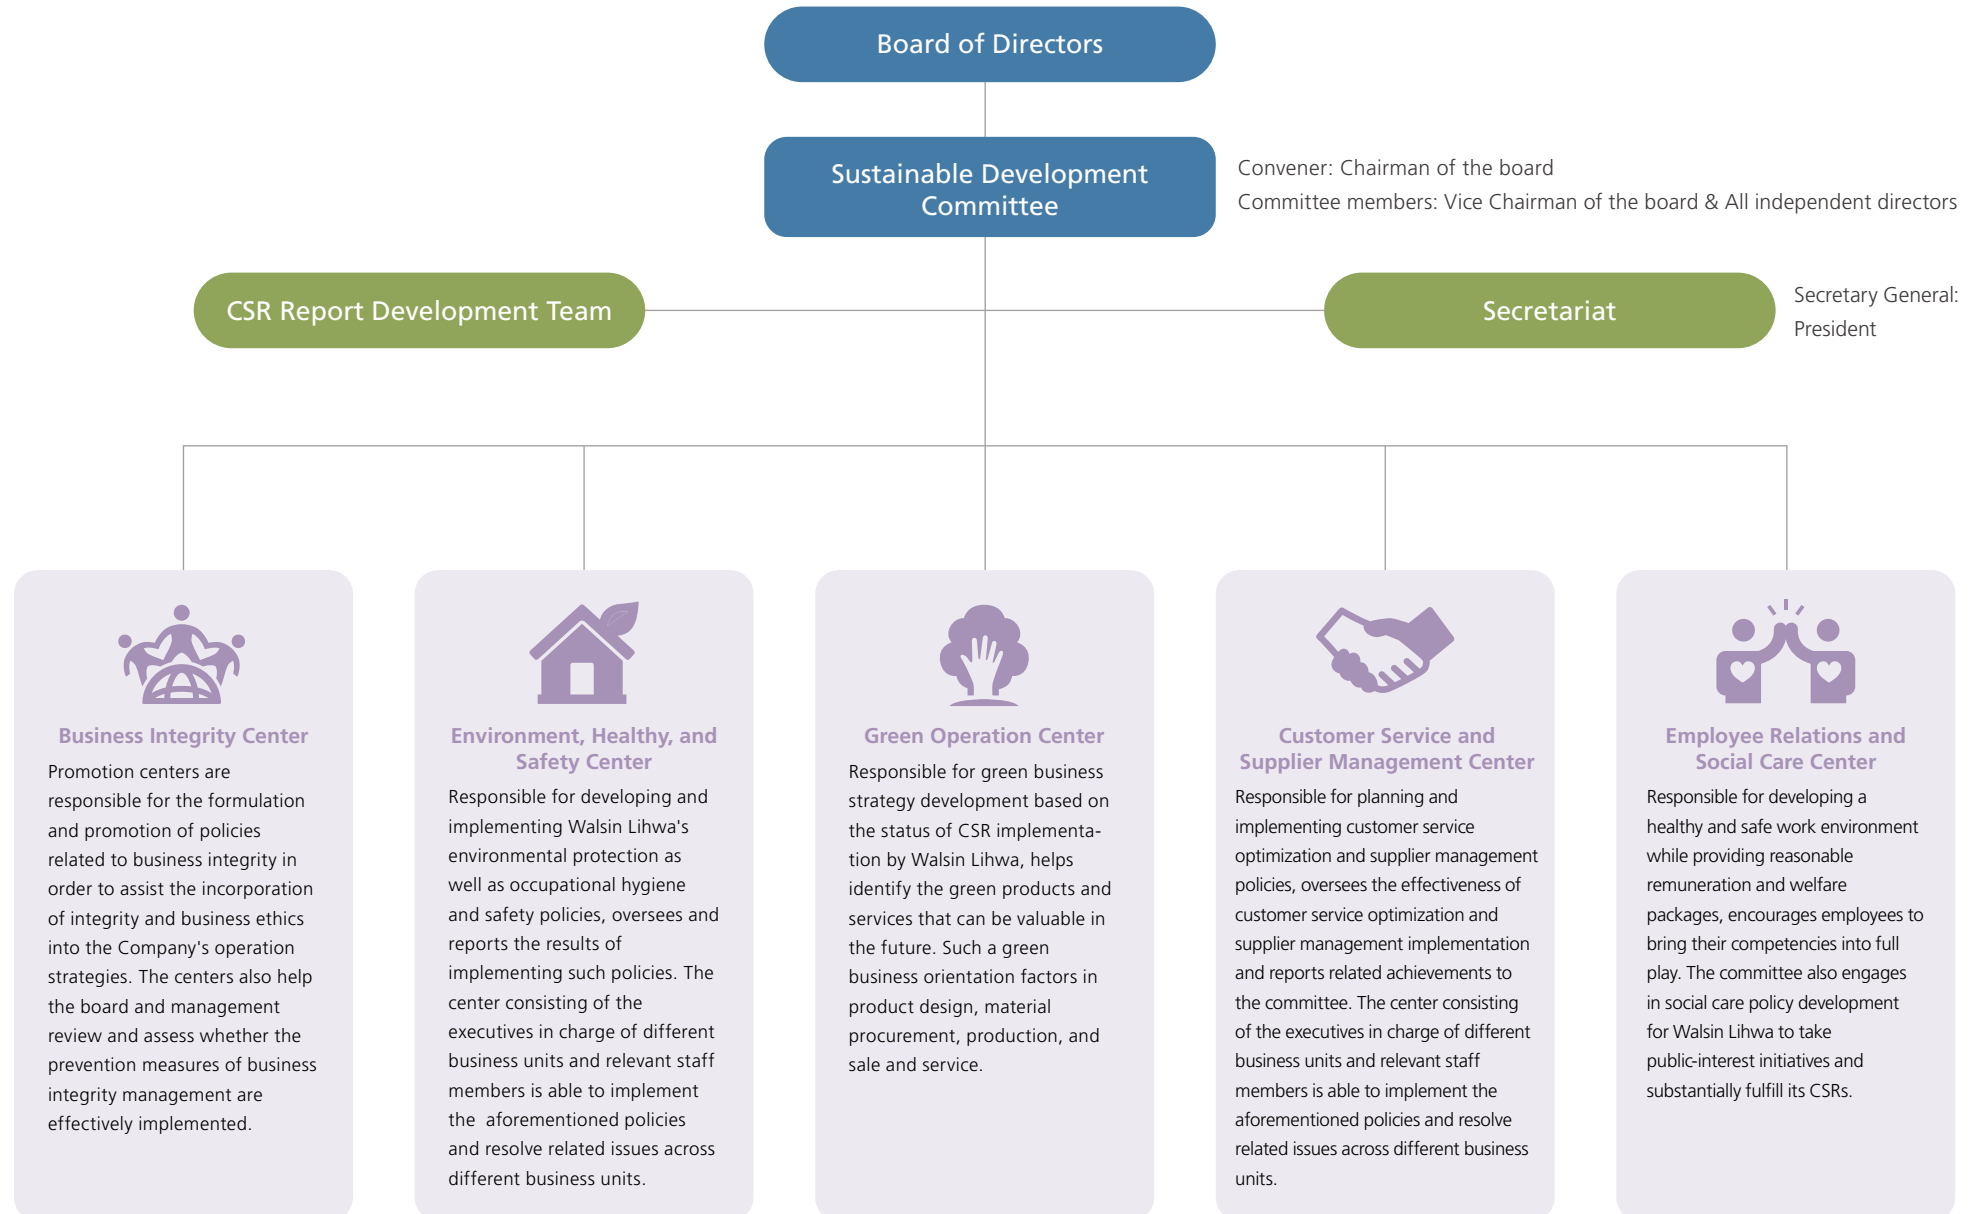 Board of Directors
Sustainable Development
Committee
Convener: Chairman of the board
Committee members: Vice Chairman of the board & All independent directors
CSR Report Development Team
Secretariat
Secretary General:
President
Business Integrity Center
Promotion centers are
responsible for the formulation
and promotion of policies
related to business integrity in
order to assist the incorporation
of integrity and business ethics
into the Company's operation
strategies. The centers also help
the board and management
review and assess whether the
prevention measures of business
integrity management are
effectively implemented.
Environment, Healthy, and
Safety Center
Responsible for developing and
implementing Walsin Lihwa's
environmental protection as
well as occupational hygiene
and safety policies, oversees and
reports the results of
implementing such policies. The
center consisting of the
executives in charge of different
business units and relevant staff
members is able to implement
the  aforementioned policies
and resolve related issues across
different business units.
Green Operation Center
Responsible for green business
strategy development based on
the status of CSR implementa-
tion by Walsin Lihwa, helps
identify the green products and
services that can be valuable in
the future. Such a green
business orientation factors in
product design, material
procurement, production, and
sale and service.
Customer Service and
Supplier Management Center
Responsible for planning and
implementing customer service
optimization and supplier management
policies, oversees the effectiveness of
customer service optimization and
supplier management implementation
and reports related achievements to
the committee. The center consisting
of the executives in charge of different
business units and relevant staff
members is able to implement the
aforementioned policies and resolve
related issues across different business
units.
Employee Relations and
Social Care Center
Responsible for developing a
healthy and safe work environment
while providing reasonable
remuneration and welfare
packages, encourages employees to
bring their competencies into full
play. The committee also engages
in social care policy development
for Walsin Lihwa to take
public-interest initiatives and
substantially fulfill its CSRs.